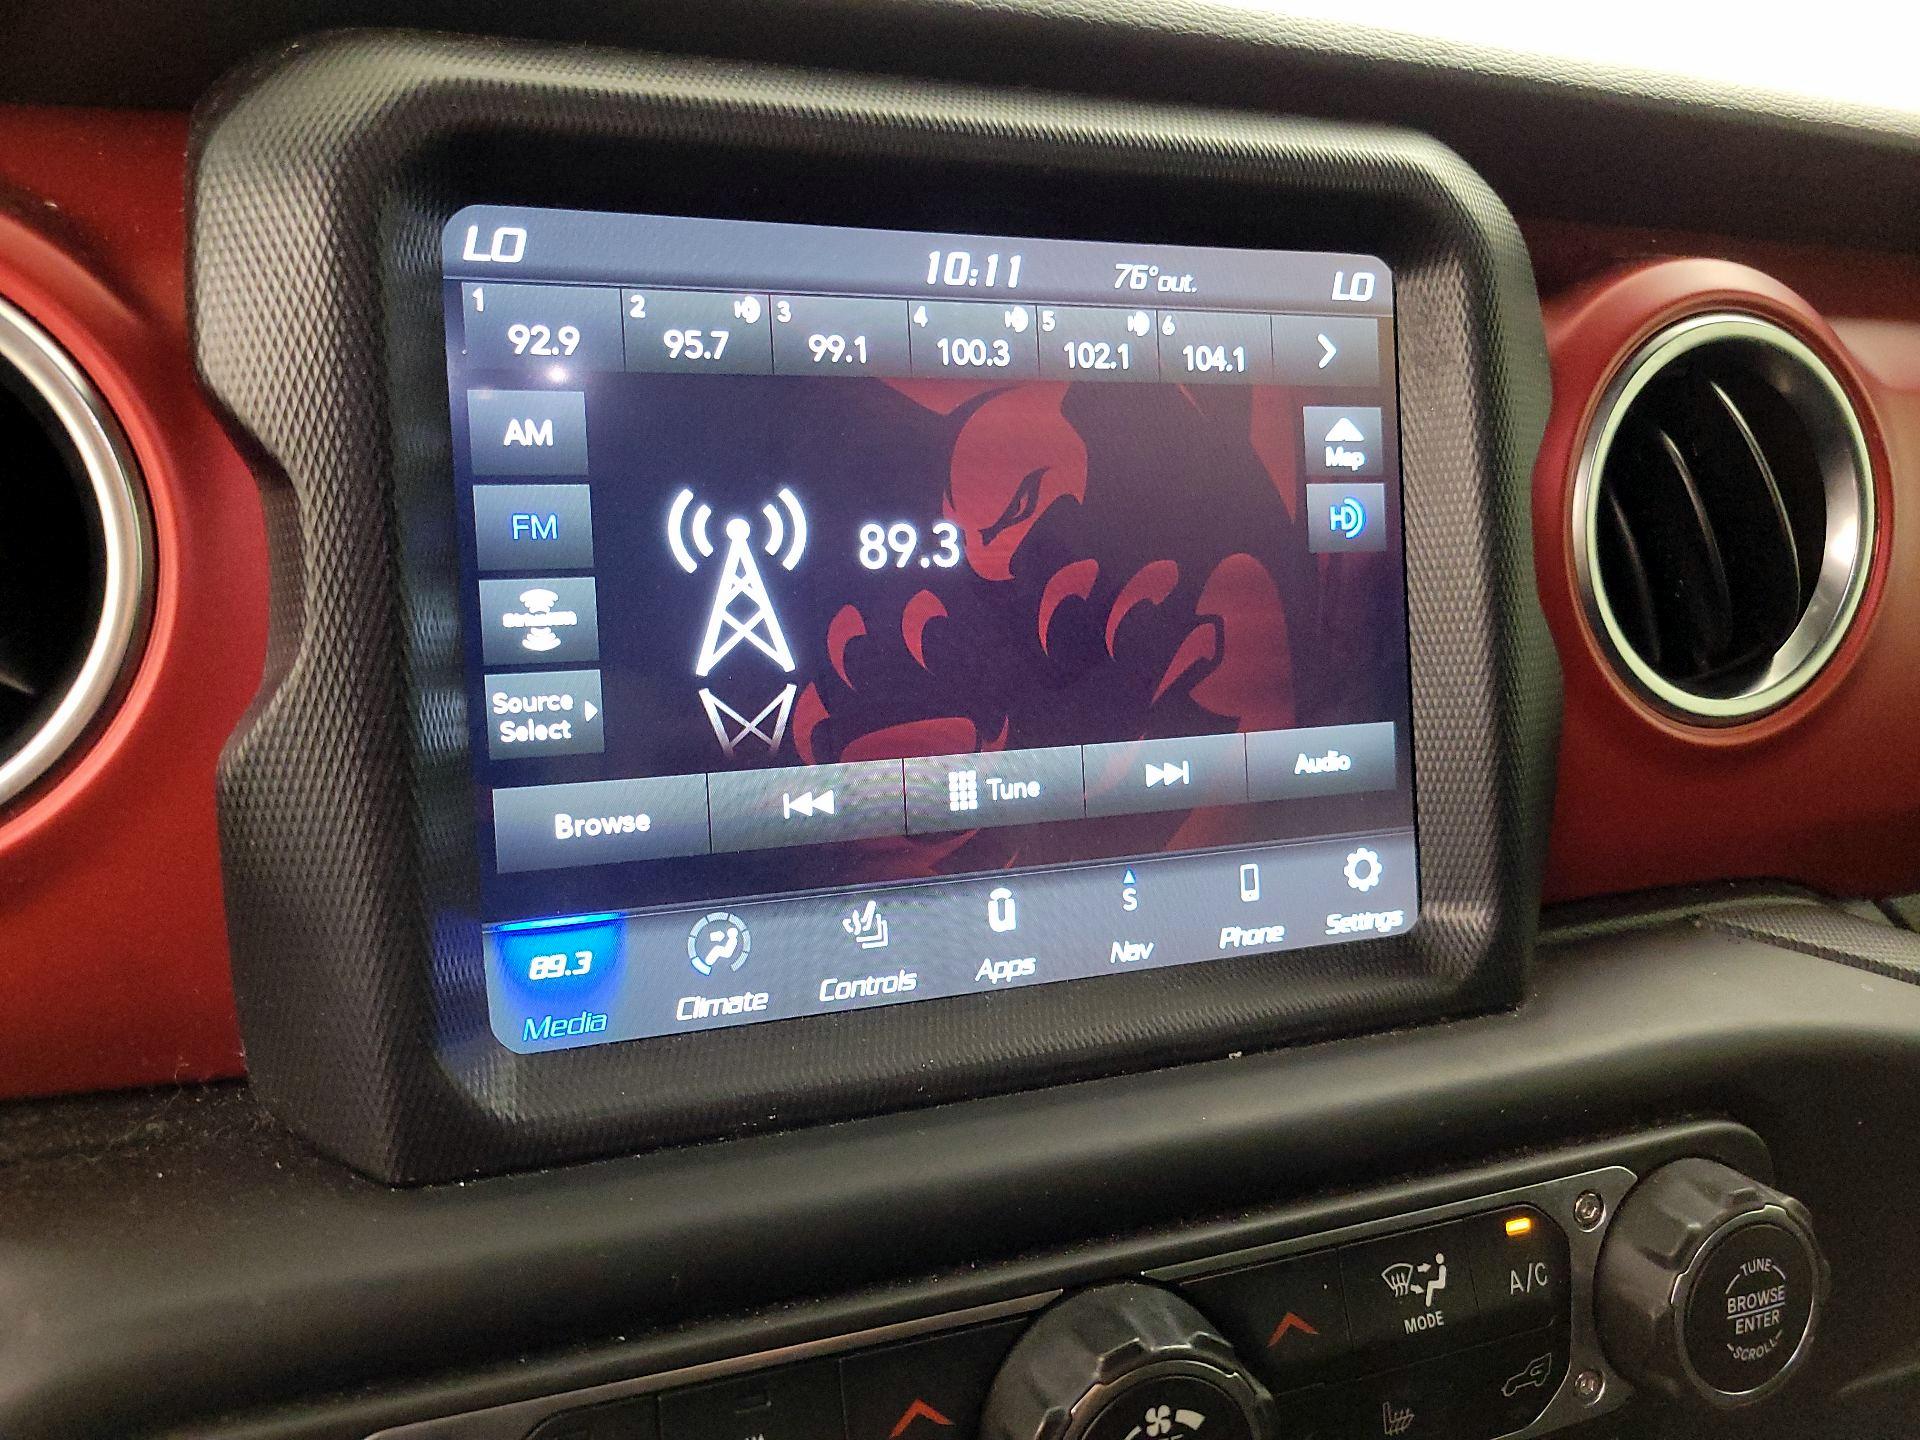 LO
10:11
76°out.
LO
1
92.9
2
95.7
3
99.1
4
100.3
5
102.1
6
104.1
AM
Map
FM
HD
89.3
Source
Select
Browse
Tune
Audio
89.3
Media
Climate
Controls
Apps
S
Nav
Phone
Settings
MODE
A/C
TUNE
BROWSE
ENTER
SCROLL